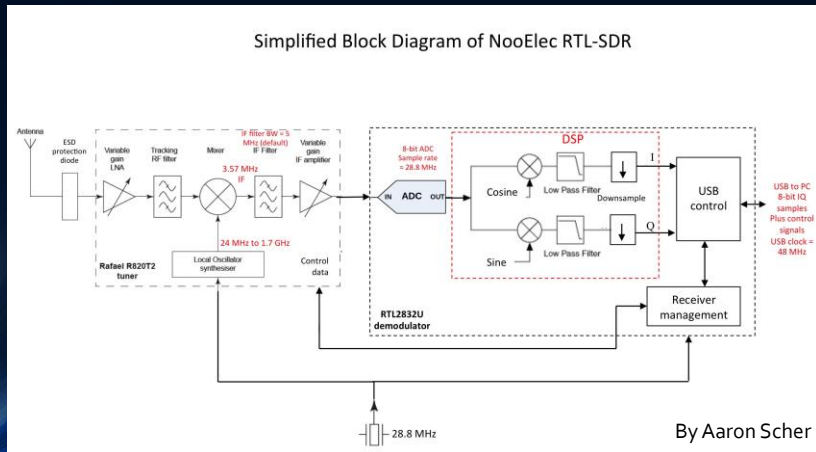 Simplified Block Diagram of NooElec RTL-SDR
Antenna
ESD
protection
diode
Variable
gain
LNA
Tracking
RF filter
Mixer
IF filter BW = 5
MHz (default)
IF Filter
Variable
gain
IF amplifier
3.57 MHz
IF
24 MHz to 1.7 GHz
Local Oscillator
synthesiser
Rafael R820T2
tuner
Control
data
8-bit ADC
Sample rate
= 28.8 MHz
IN ADC OUT
DSP
Cosine
Low Pass Filter
Downsample
I
Sine
Low Pass Filter
Q
USB
control
USB to PC
8-bit IQ
samples
Plus control
signals
USB clock =
48 MHz
Receiver
management
RTL2832U
demodulator
28.8 MHz
By Aaron Scher